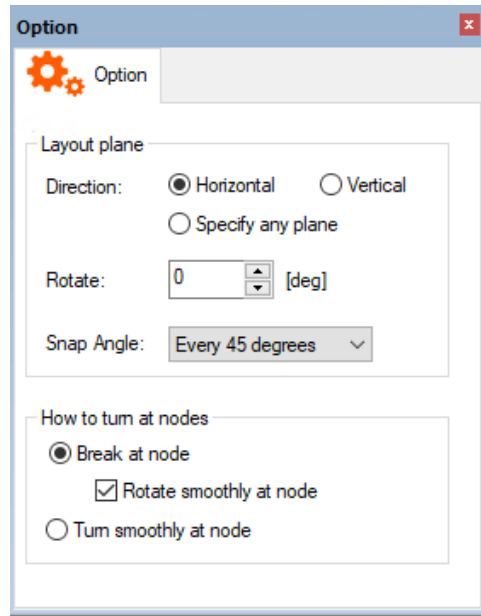 Option
Option
Layout plane
Direction: Horizontal Vertical
Specify any plane
Rotate: 0 [deg]
Snap Angle: Every 45 degrees
How to turn at nodes
Break at node
Rotate smoothly at node
Turn smoothly at node